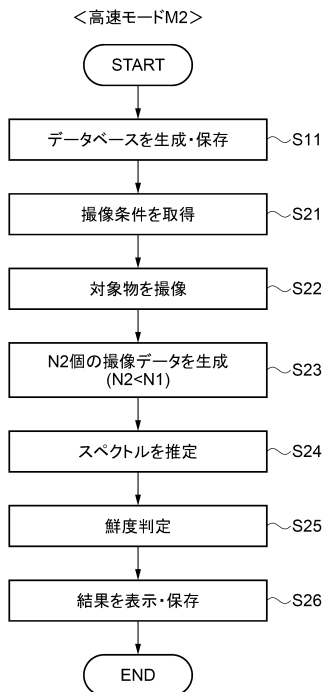 ＜高速モードM2＞
START
データベースを生成・保存
S11
撮像条件を取得
S21
対象物を撮像
S22
N2個の撮像データを生成
(N2<N1)
S23
スペクトルを推定
S24
鮮度判定
S25
結果を表示・保存
S26
END